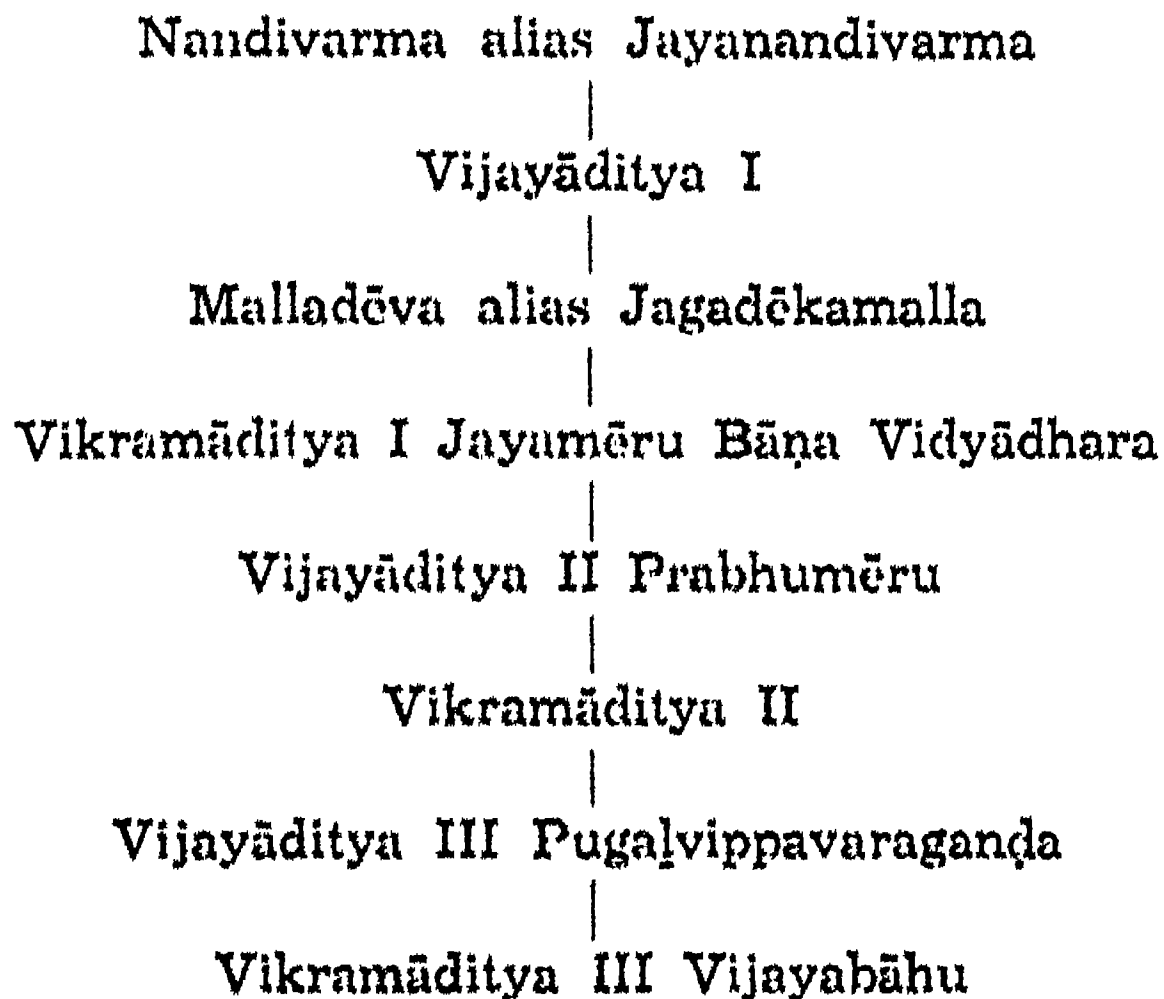 Nandivarma alias Jayanandivarma
Vijayāditya I
Malladēva alias Jagadēkamalla
Vikramāditya I Jayamēru Bāṇa Vidyādhara
Vijayāditya II Prabhumēru
Vikramāditya II
Vijayāditya III Pugaḻvippavaragaṇḍa
Vikramāditya III Vijayabāhu